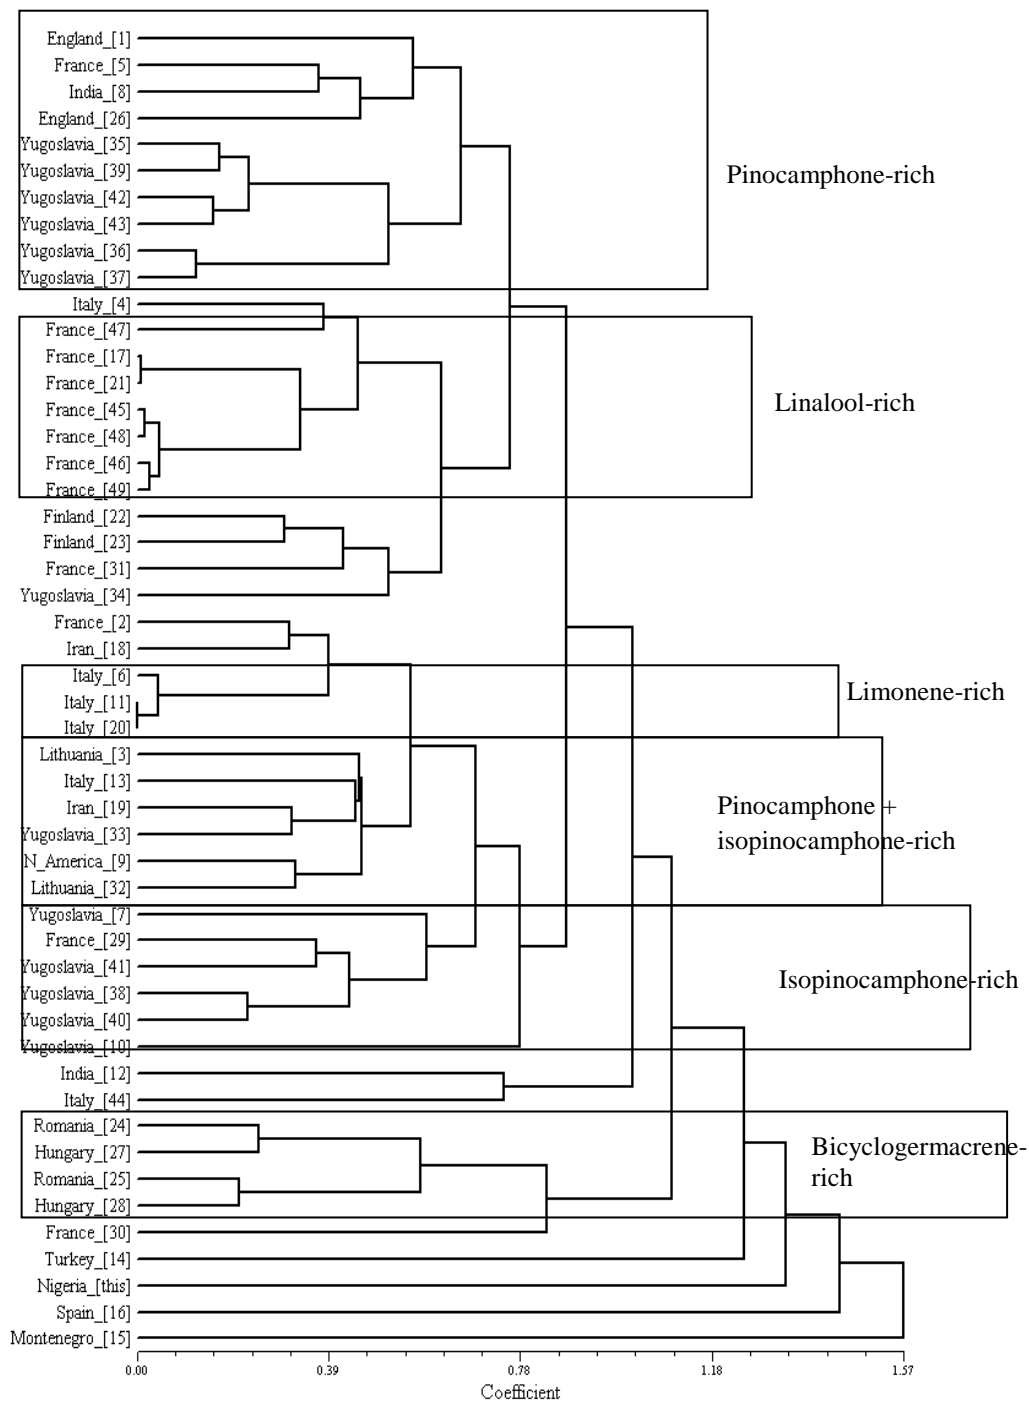 England_[1]
France_[5]
India_[8]
England_[26]
Yugoslavia_[35]
Yugoslavia_[39]
Yugoslavia_[42]
Yugoslavia_[43]
Yugoslavia_[36]
Yugoslavia_[37]
Pinocamphone-rich
Italy_[4]
France_[47]
France_[17]
France_[21]
France_[45]
France_[48]
France_[46]
France_[49]
Linalool-rich
Finland_[22]
Finland_[23]
France_[31]
Yugoslavia_[34]
France_[2]
Iran_[18]
Italy_[6]
Italy_[11]
Italy_[20]
Limonene-rich
Lithuania_[3]
Italy_[13]
Iran_[19]
Yugoslavia_[33]
N_America_[9]
Lithuania_[32]
Pinocamphone +
isopinocamphone-rich
Yugoslavia_[7]
France_[29]
Yugoslavia_[41]
Yugoslavia_[38]
Yugoslavia_[40]
Yugoslavia_[10]
Isopinocamphone-rich
India_[12]
Italy_[44]
Romania_[24]
Hungary_[27]
Romania_[25]
Hungary_[28]
Bicyclogermacrene-
rich
France_[30]
Turkey_[14]
Nigeria_[this]
Spain_[16]
Montenegro_[15]
0.00 0.39 0.78 1.18 1.57
Coefficient